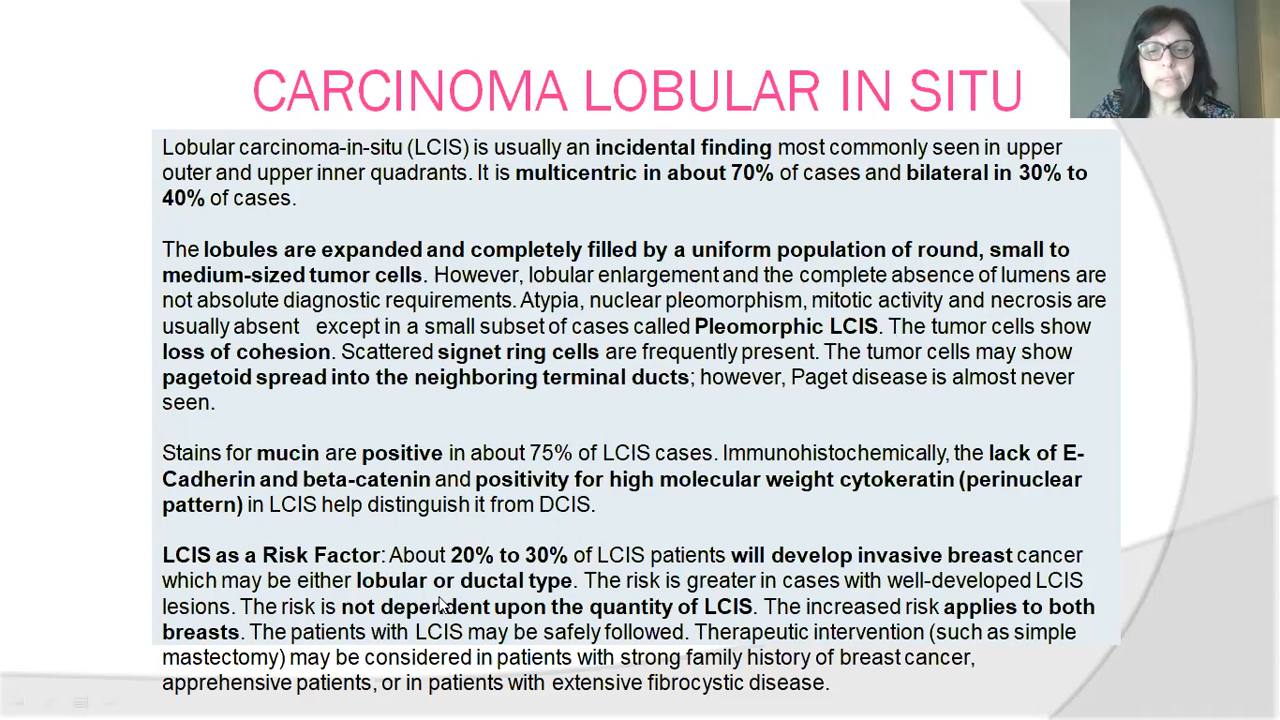 CARCINOMA LOBULAR IN SITU
Lobular carcinoma-in-situ (LCIS) is usually an incidental finding most commonly seen in upper
outer and upper inner quadrants. It is multicentric in about 70% of cases and bilateral in 30% to
40% of cases.
The lobules are expanded and completely filled by a uniform population of round, small to
medium-sized tumor cells. However, lobular enlargement and the complete absence of lumens are
not absolute diagnostic requirements. Atypia, nuclear pleomorphism, mitotic activity and necrosis are
usually absent except in a small subset of cases called Pleomorphic LCIS. The tumor cells show
loss of cohesion. Scattered signet ring cells are frequently present. The tumor cells may show
pagetoid spread into the neighboring terminal ducts; however, Paget disease is almost never
seen.
Stains for mucin are positive in about 75% of LCIS cases. Immunohistochemically, the lack of E-
Cadherin and beta-catenin and positivity for high molecular weight cytokeratin (perinuclear
pattern) in LCIS help distinguish it from DCIS.
LCIS as a Risk Factor: About 20% to 30% of LCIS patients will develop invasive breast cancer
which may be either lobular or ductal type. The risk is greater in cases with well-developed LCIS
lesions. The risk is not dependent upon the quantity of LCIS. The increased risk applies to both
breasts. The patients with LCIS may be safely followed. Therapeutic intervention (such as simple
mastectomy) may be considered in patients with strong family history of breast cancer,
apprehensive patients, or in patients with extensive fibrocystic disease.